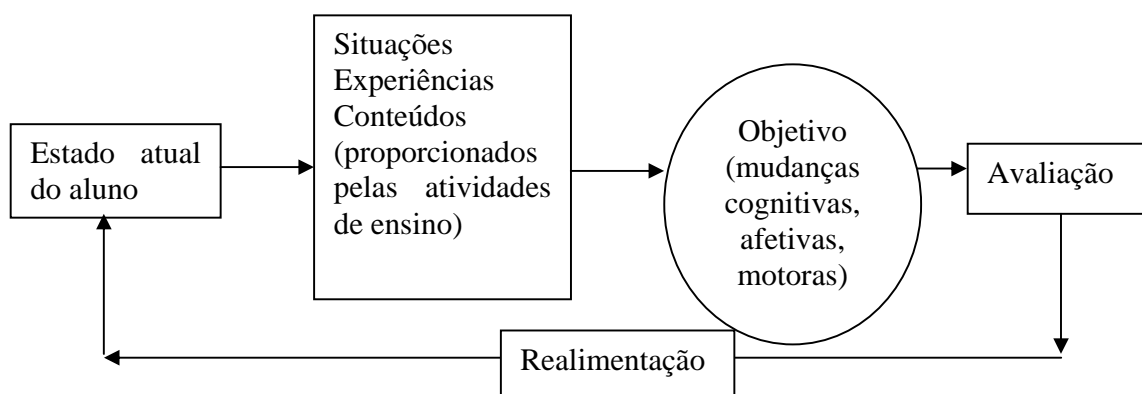 Estado atual
do aluno
Situações
Experiências
Conteúdos
(proporcionados
pelas atividades
de ensino)
Objetivo
(mudanças
cognitivas,
afetivas,
motoras)
Avaliação
Realimentação